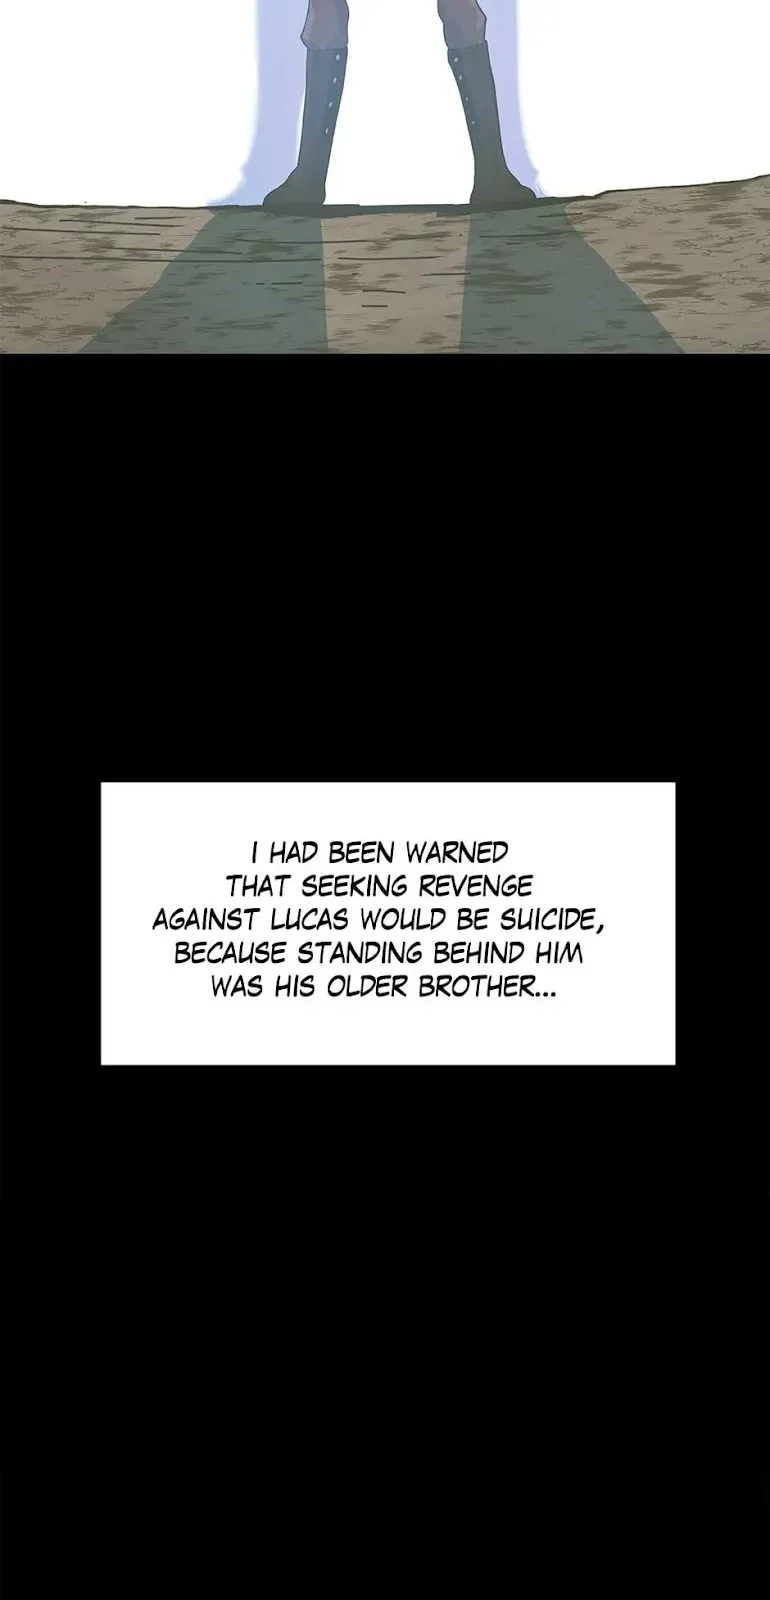 I HAD BEEN WARNED
THAT SEEKING REVENGE
AGAINST LUCAS WOULD BE SUICIDE,
BECAUSE STANDING BEHIND HIM
WAS HIS OLDER BROTHER...